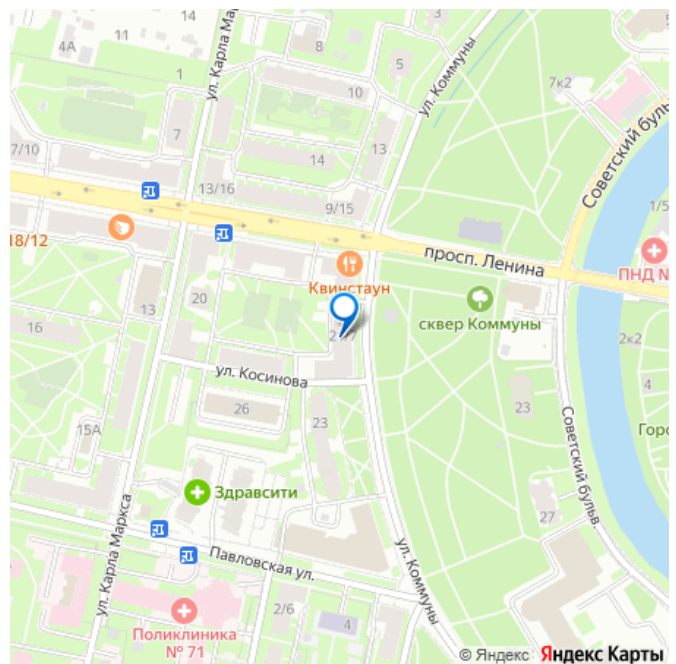 14
11
4А
ул. Карла Ма
8
5
7к2
1
10
ул. Коммуны
Советский буль
7
7/10
14
13
13/16
9/15
1/5
просп. Ленина
18/12
ПНД №
Квинстаун
сквер Коммуны
13
20
16
2к2
4
ул. Косинова
26
23
23
Горо
15А
Советский бульв.
Здравсити
27
ул. Карла Маркса
Павловская ул.
ул. Коммуны
2/6
4
Поликлиника
№ 71
© Яндекс Яндекс Карты